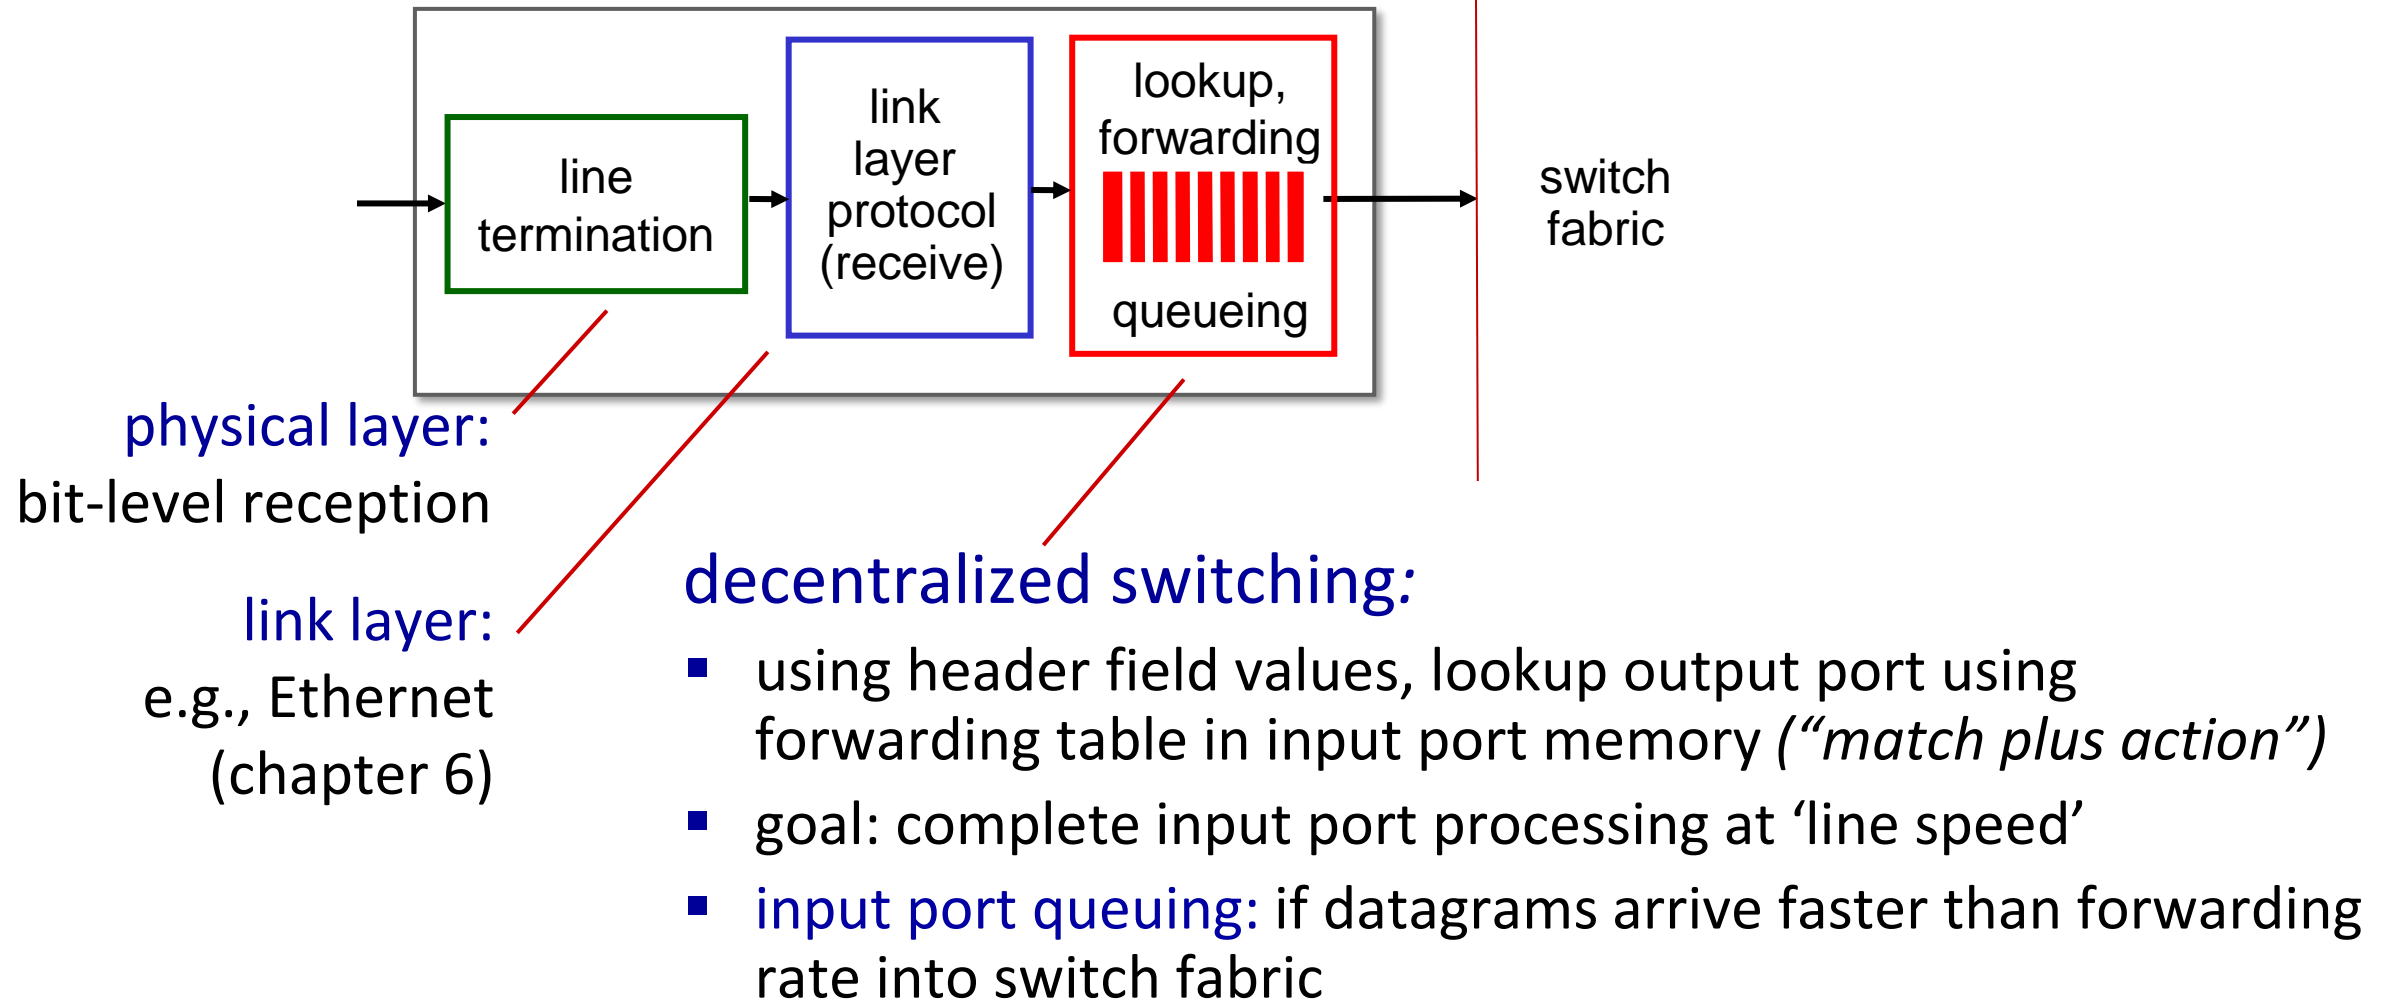 line
termination
link
layer
protocol
(receive)
lookup,
forwarding
queueing
switch
fabric
physical layer:
bit-level reception
link layer:
e.g., Ethernet
(chapter 6)
decentralized switching:
using header field values, lookup output port using
forwarding table in input port memory (“match plus action”)
goal: complete input port processing at ‘line speed’
input port queuing: if datagrams arrive faster than forwarding
rate into switch fabric